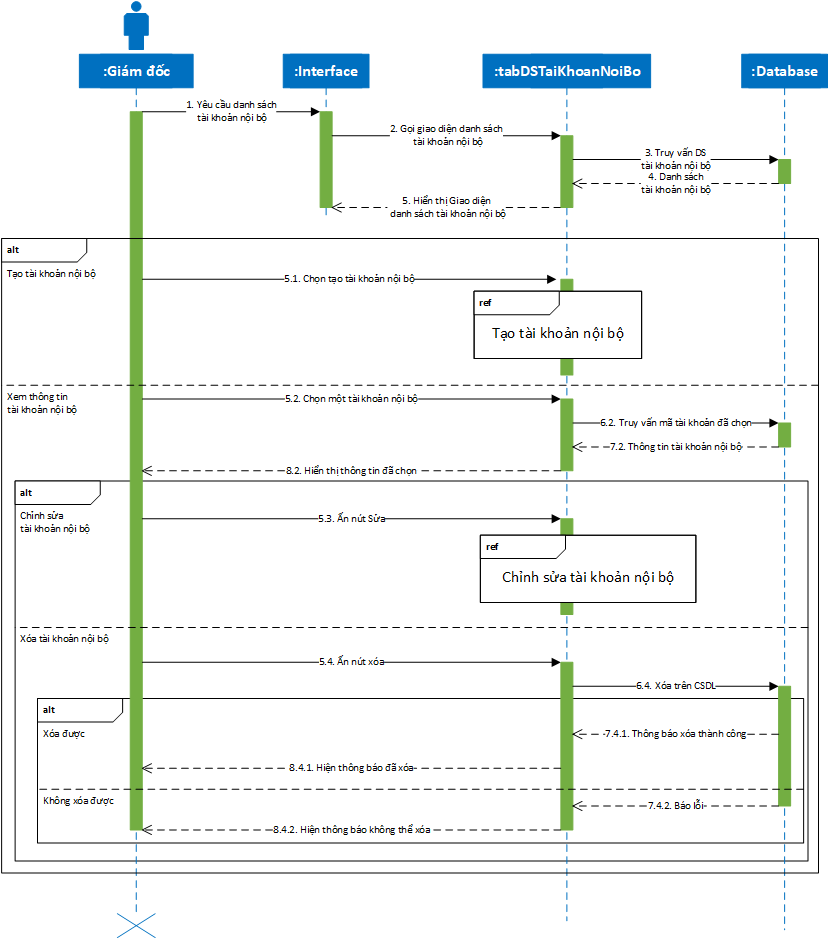 :Giám đốc
:Interface
:tabDSTaiKhoanNoiBo
:Database
1. Yêu cầu danh sách
tài khoản nội bộ
2. Gọi giao diện danh sách
tài khoản nội bộ
3. Truy vấn DS
tài khoản nội bộ
4. Danh sách
tài khoản nội bộ
5. Hiển thị Giao diện
danh sách tài khoản nội bộ
alt
Tạo tài khoản nội bộ
5.1. Chọn tạo tài khoản nội bộ
ref
Tạo tài khoản nội bộ
Xem thông tin
tài khoản nội bộ
5.2. Chọn một tài khoản nội bộ
6.2. Truy vấn mã tài khoản đã chọn
7.2. Thông tin tài khoản nội bộ
8.2. Hiển thị thông tin đã chọn
alt
Chỉnh sửa
tài khoản nội bộ
5.3. Ấn nút Sửa
ref
Chỉnh sửa tài khoản nội bộ
Xóa tài khoản nội bộ
5.4. Ấn nút xóa
6.4. Xóa trên CSDL
alt
Xóa được
7.4.1. Thông báo xóa thành công
8.4.1. Hiện thông báo đã xóa
Không xóa được
7.4.2. Báo lỗi
8.4.2. Hiện thông báo không thể xóa